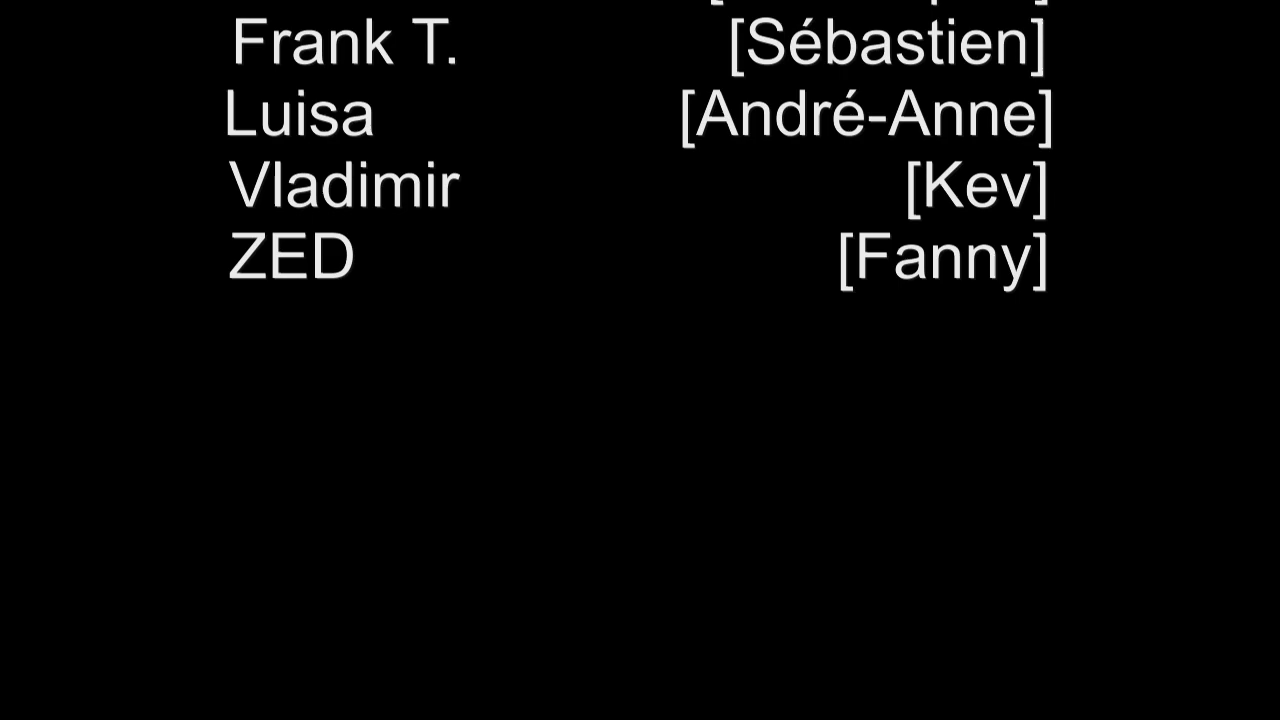 Frank T. [Sébastien]
Luisa [André-Anne]
Vladimir [Kev]
ZED [Fanny]